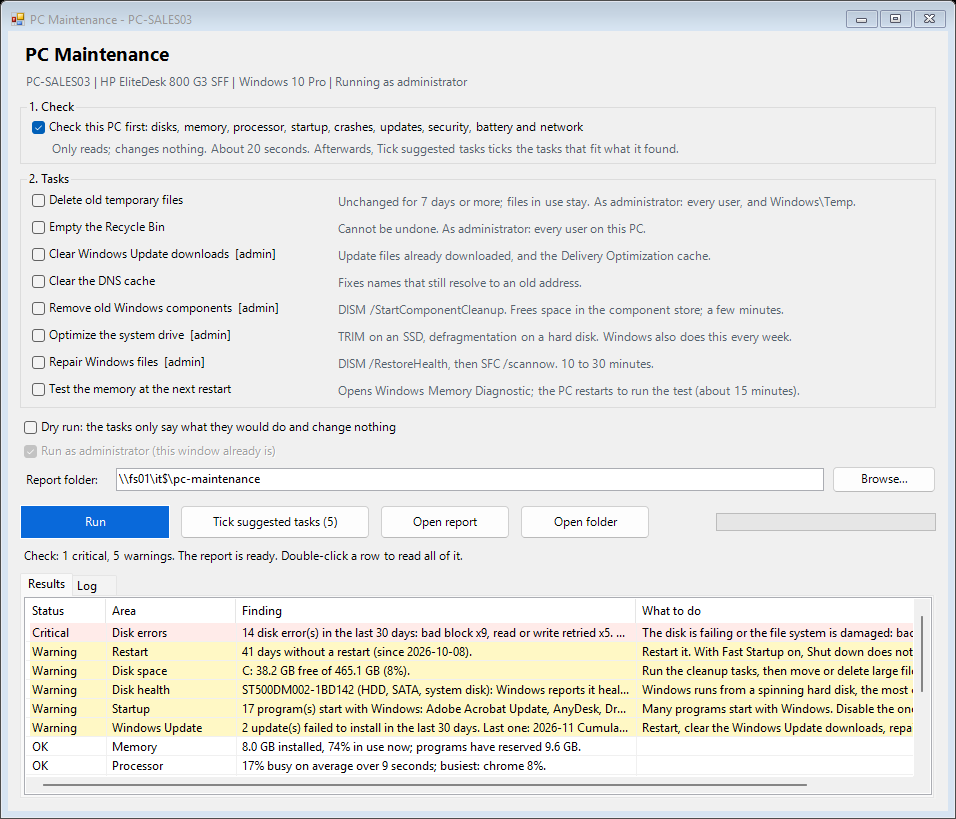 PC Maintenance - PC-SALES03
PC Maintenance
PC-SALES03 | HP EliteDesk 800 G3 SFF | Windows 10 Pro | Running as administrator
1. Check
Check this PC first: disks, memory, processor, startup, crashes, updates, security, battery and network
Only reads; changes nothing. About 20 seconds. Afterwards, Tick suggested tasks ticks the tasks that fit what it found.
2. Tasks
Delete old temporary files Unchanged for 7 days or more; files in use stay. As administrator: every user, and Windows\Temp.
Empty the Recycle Bin Cannot be undone. As administrator: every user on this PC.
Clear Windows Update downloads [admin] Update files already downloaded, and the Delivery Optimization cache.
Clear the DNS cache Fixes names that still resolve to an old address.
Remove old Windows components [admin] DISM /StartComponentCleanup. Frees space in the component store; a few minutes.
Optimize the system drive [admin] TRIM on an SSD, defragmentation on a hard disk. Windows also does this every week.
Repair Windows files [admin] DISM /RestoreHealth, then SFC /scannow. 10 to 30 minutes.
Test the memory at the next restart Opens Windows Memory Diagnostic; the PC restarts to run the test (about 15 minutes).
Dry run: the tasks only say what they would do and change nothing
Run as administrator (this window already is)
Report folder: \\fs01\it$\pc-maintenance Browse...
Run Tick suggested tasks (5) Open report Open folder
Check: 1 critical, 5 warnings. The report is ready. Double-click a row to read all of it.
Results Log
Status Area Finding What to do
Critical Disk errors 14 disk error(s) in the last 30 days: bad block x9, read or write retried x5. ... The disk is failing or the file system is damaged: bac
Warning Restart 41 days without a restart (since 2026-10-08). Restart it. With Fast Startup on, Shut down does not
Warning Disk space C: 38.2 GB free of 465.1 GB (8%). Run the cleanup tasks, then move or delete large file
Warning Disk health ST500DM002-1BD142 (HDD, SATA, system disk): Windows reports it heal... Windows runs from a spinning hard disk, the most
Warning Startup 17 program(s) start with Windows: Adobe Acrobat Update, AnyDesk, Dr... Many programs start with Windows. Disable the one
Warning Windows Update 2 update(s) failed to install in the last 30 days. Last one: 2026-11 Cumula... Restart, clear the Windows Update downloads, repa
OK Memory 8.0 GB installed, 74% in use now; programs have reserved 9.6 GB.
OK Processor 17% busy on average over 9 seconds; busiest: chrome 8%.